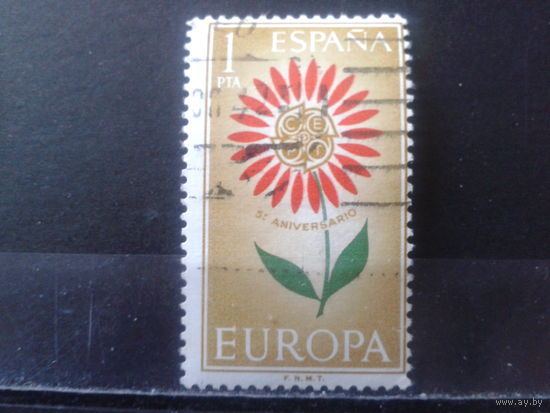 1 ESPAÑA
PTA
CEPT
5º ANIVERSARIO
EUROPA
F.N.M.T.
www.ay.by